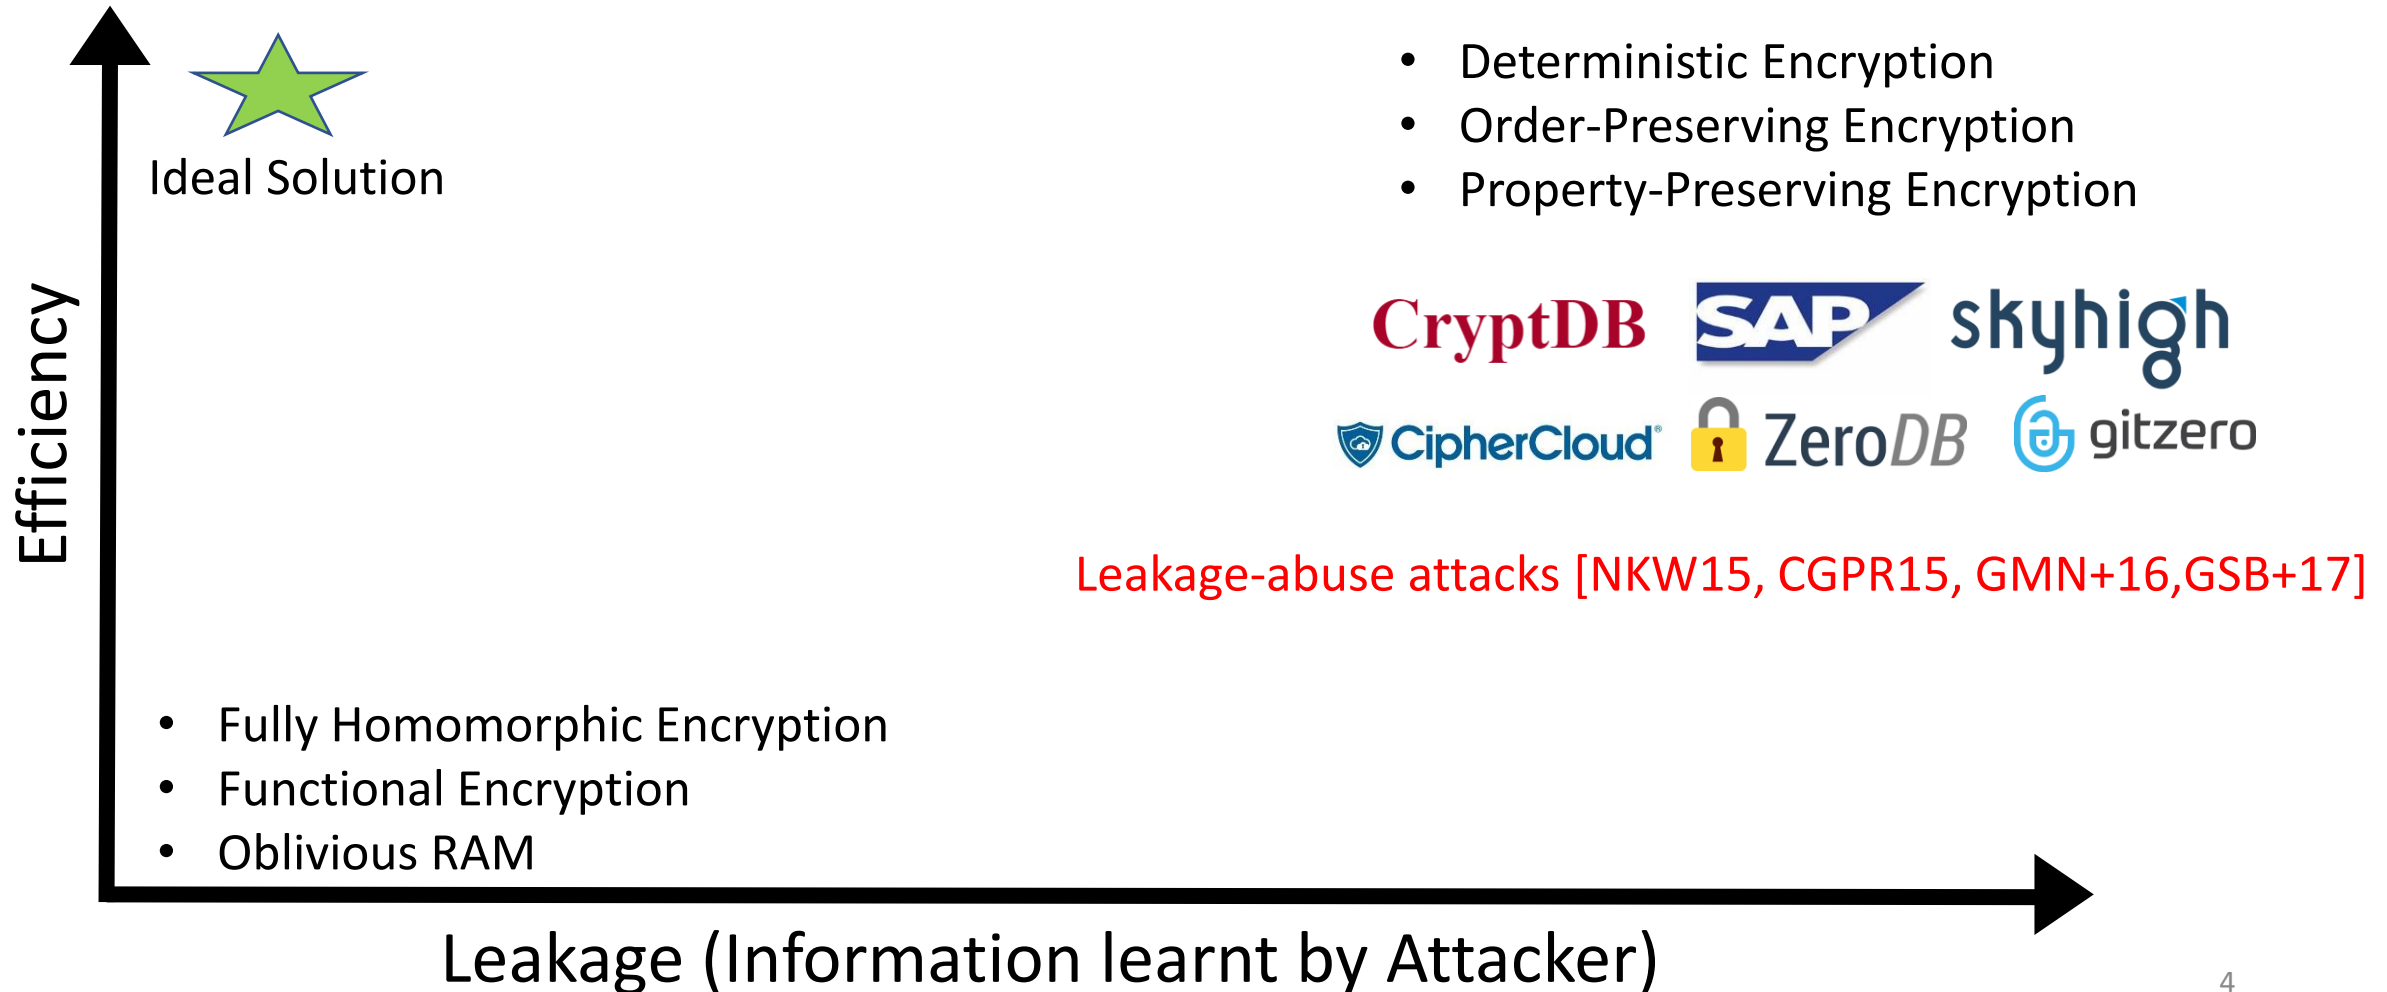 Efficiency
Ideal Solution
• Deterministic Encryption
• Order-Preserving Encryption
• Property-Preserving Encryption
CryptDB SAP skyhigh
CipherCloud® ZeroDB gitzero
Leakage-abuse attacks [NKW15, CGPR15, GMN+16,GSB+17]
• Fully Homomorphic Encryption
• Functional Encryption
• Oblivious RAM
Leakage (Information learnt by Attacker)
4